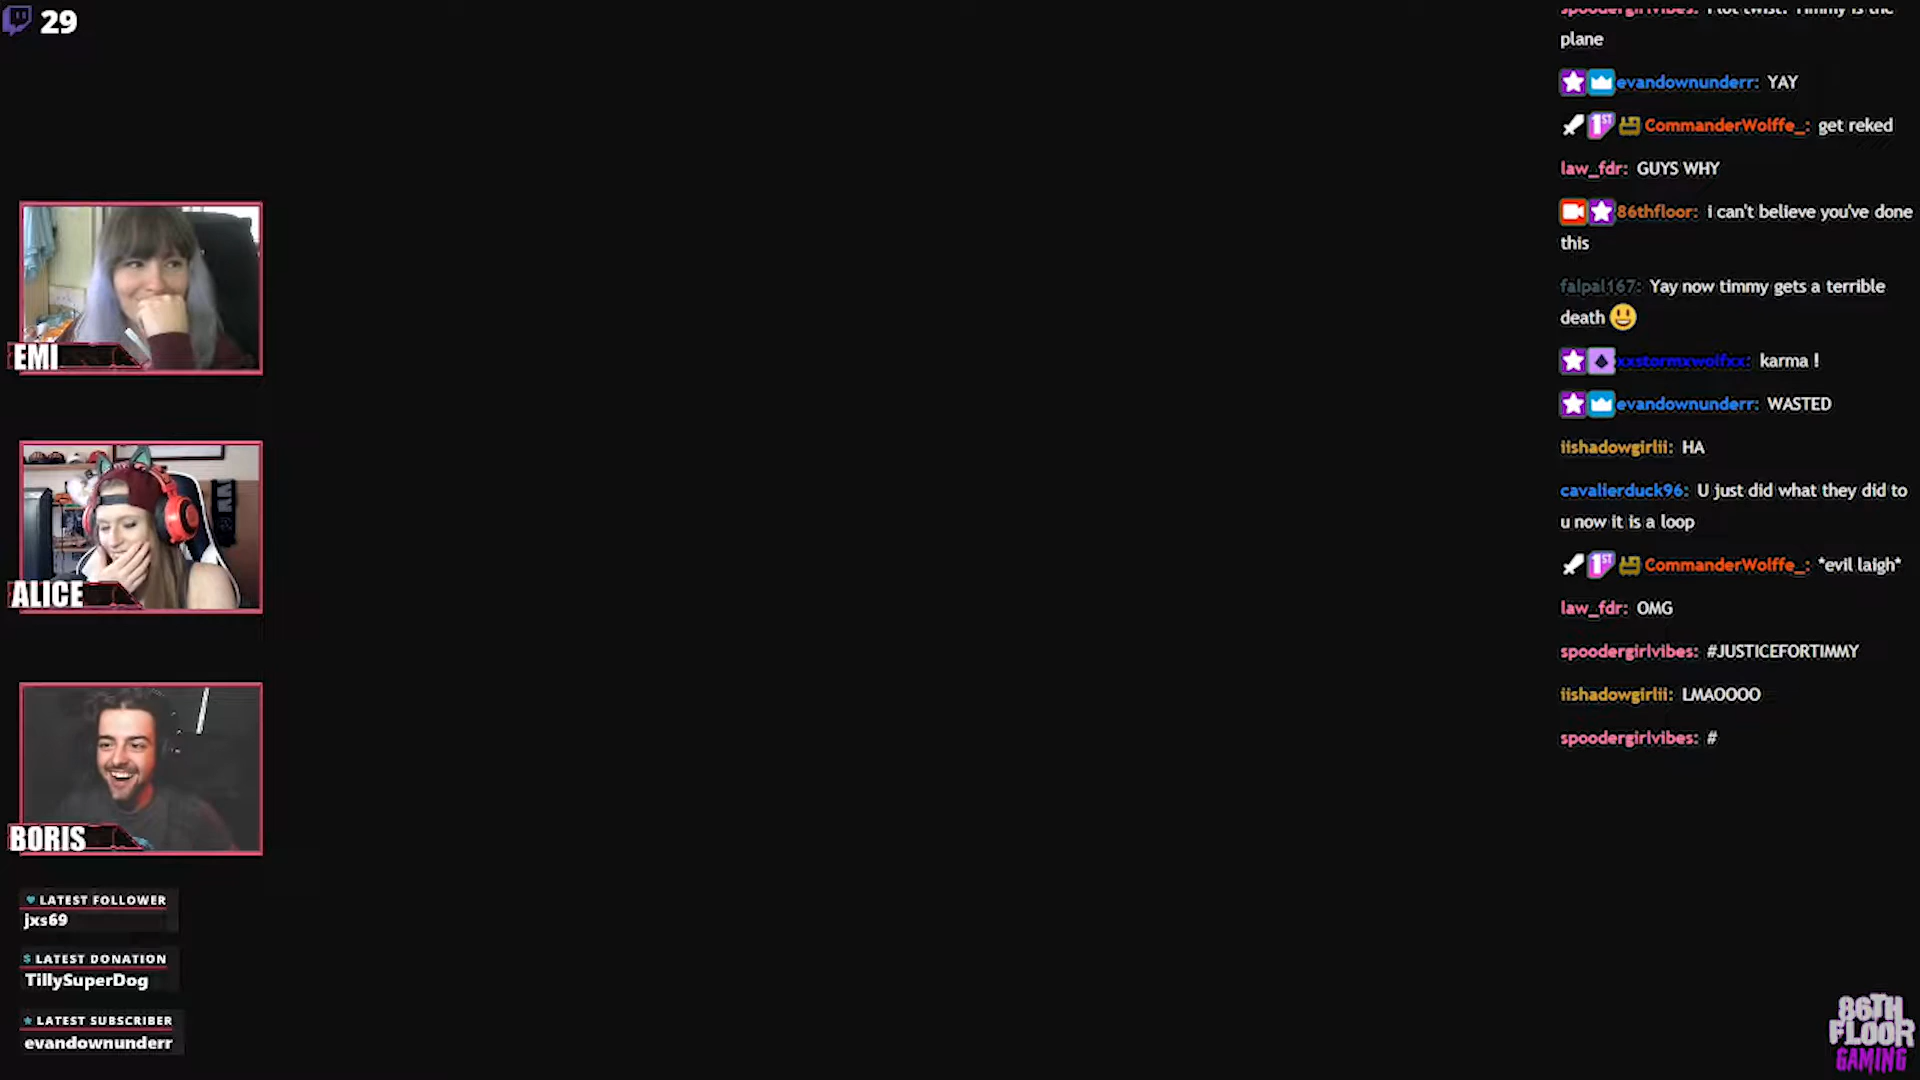 29
plane
evandownunderr: YAY
1ST CommanderWolffe_: get reked
law_fdr: GUYS WHY
86thfloor: i can't believe you've done
this
falpal167: Yay now timmy gets a terrible
death
xxstormxwolfxx: karma !
evandownunderr: WASTED
iishadowgirlii: HA
cavalierduck96: U just did what they did to
u now it is a loop
1ST CommanderWolffe_: *evil laigh*
law_fdr: OMG
spoodergirlvibes: #JUSTICEFORTIMMY
iishadowgirlii: LMAOOOO
spoodergirlvibes: #
EMI
ALICE
BORIS
LATEST FOLLOWER
jxs69
LATEST DONATION
TillySuperDog
LATEST SUBSCRIBER
evandownunderr
86TH
FLOOR
GAMING